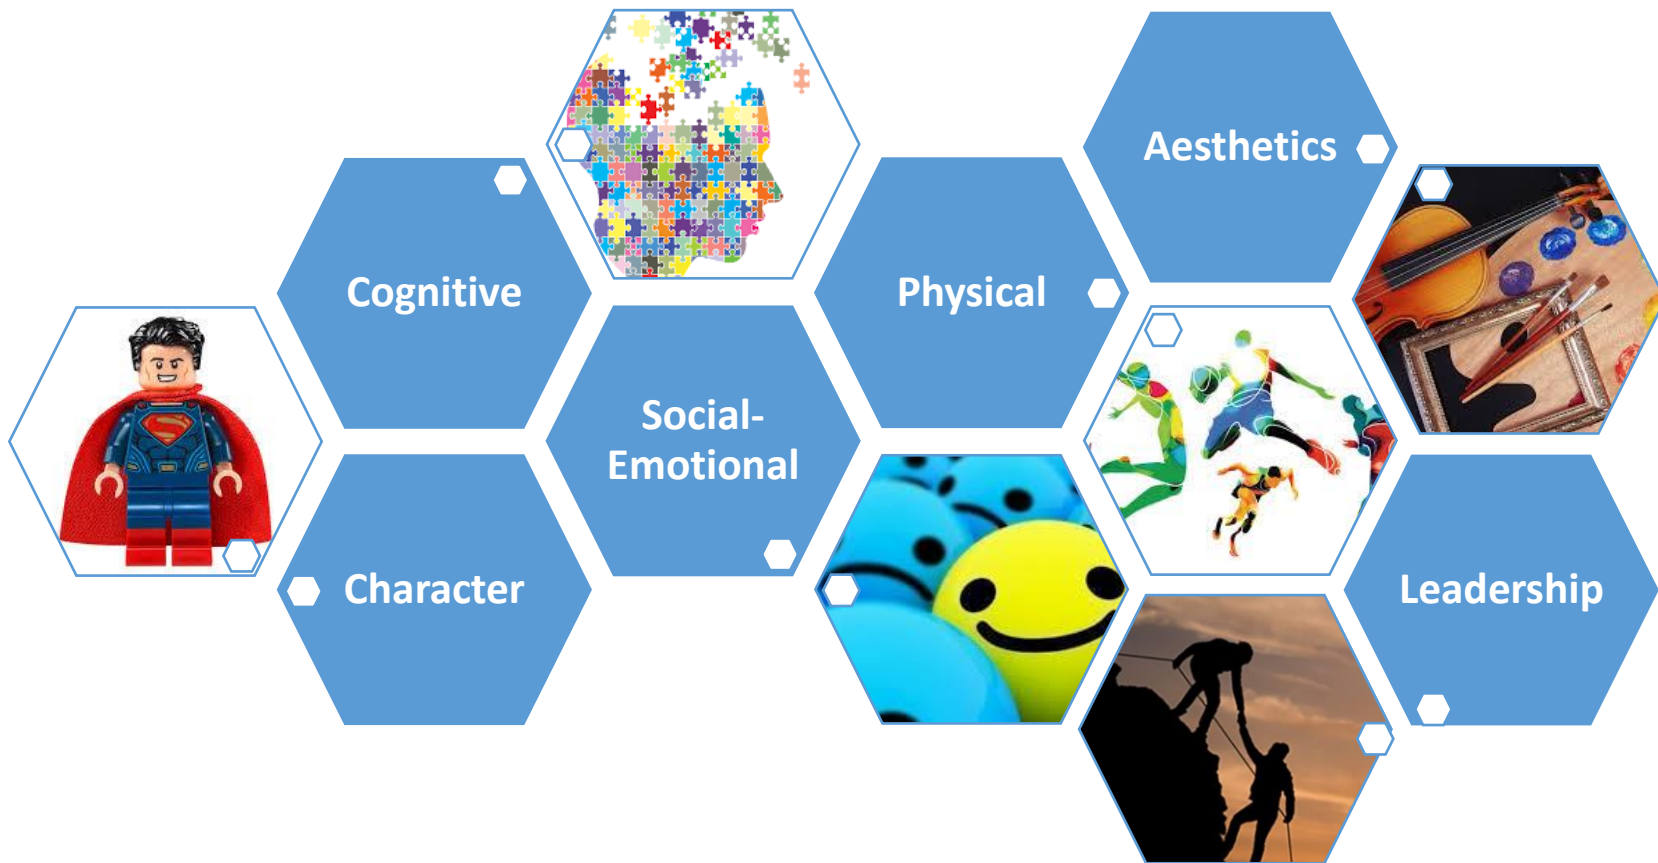 Aesthetics
Cognitive
Physical
Social-
Emotional
Character
Leadership